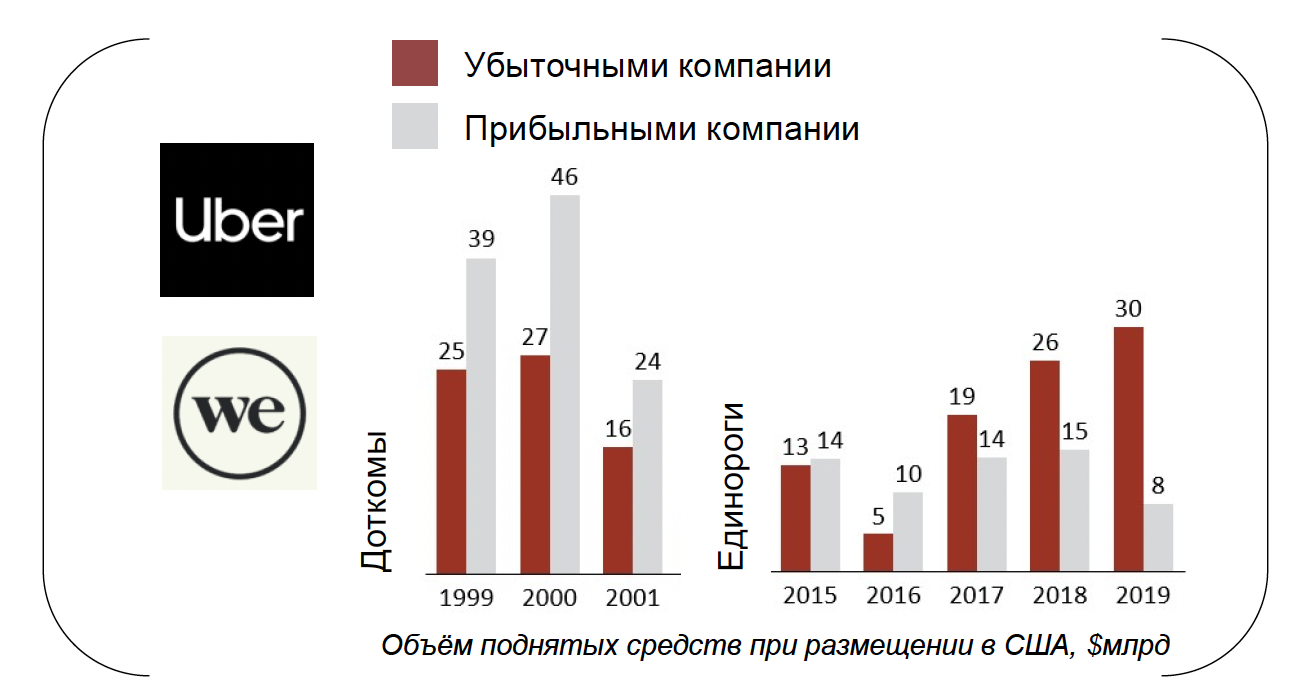 Убыточными компании
Прибыльными компании
Uber
we
Доткомы
46
39
27
25
24
16
1999 2000 2001
Единороги
30
26
19
13 14 14 15
10
8
5
2015 2016 2017 2018 2019
Объём поднятых средств при размещении в США, $млрд